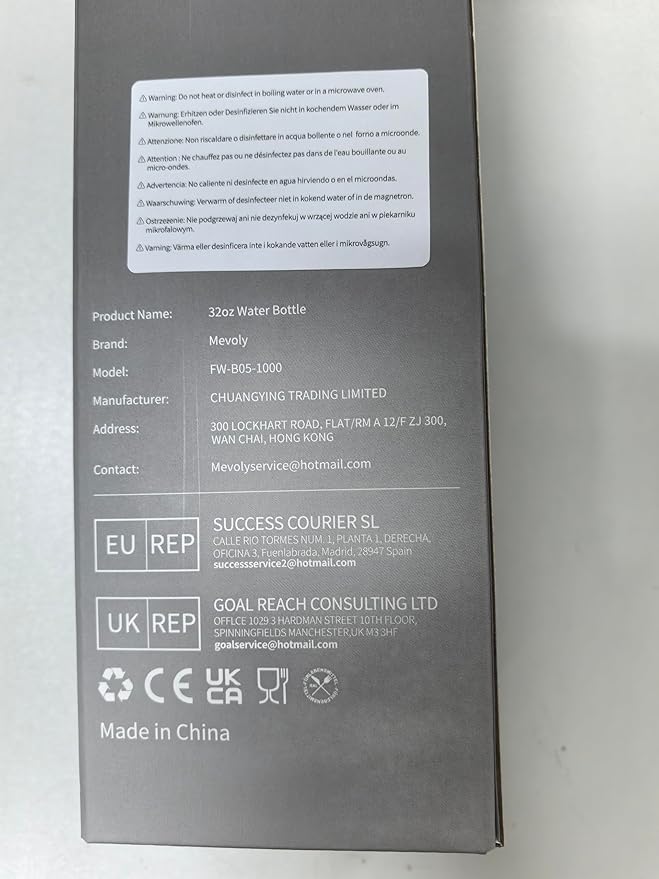 ⚠ Warning: Do not heat or disinfect in boiling water or in a microwave oven.
⚠ Warnung: Erhitzen oder Desinfizieren Sie nicht in kochendem Wasser oder im
Mikrowellenofen.
⚠ Attenzione: Non riscaldare o disinfettare in acqua bollente o nel forno a microonde.
⚠ Attention : Ne chauffez pas ou ne désinfectez pas dans de l'eau bouillante ou au
micro-ondes.
⚠ Advertencia: No caliente ni desinfecte en agua hirviendo o en el microondas.
⚠ Waarschuwing: Verwarm of desinfecteer niet in kokend water of in de magnetron.
⚠ Ostrzeżenie: Nie podgrzewaj ani nie dezynfekuj w wrzącej wodzie ani w piekarniku
mikrofalowym.
⚠ Varning: Värma eller desinficera inte i kokande vatten eller i mikrovågsugn.
Product Name: 32oz Water Bottle
Brand: Mevoly
Model: FW-B05-1000
Manufacturer: CHUANGYING TRADING LIMITED
Address: 300 LOCKHART ROAD, FLAT/RM A 12/F ZJ 300,
WAN CHAI, HONG KONG
Contact: Mevolyservice@hotmail.com
EU REP
SUCCESS COURIER SL
CALLE RIO TORMES NUM. 1, PLANTA 1, DERECHA,
OFICINA 3, Fuenlabrada, Madrid, 28947 Spain
successservice2@hotmail.com
UK REP
GOAL REACH CONSULTING LTD
OFFLCE 1029 3 HARDMAN STREET 10TH FLOOR,
SPINNINGFIELDS MANCHESTER,UK M3 3HF
goalservice@hotmail.com
CE UK
CA
Made in China